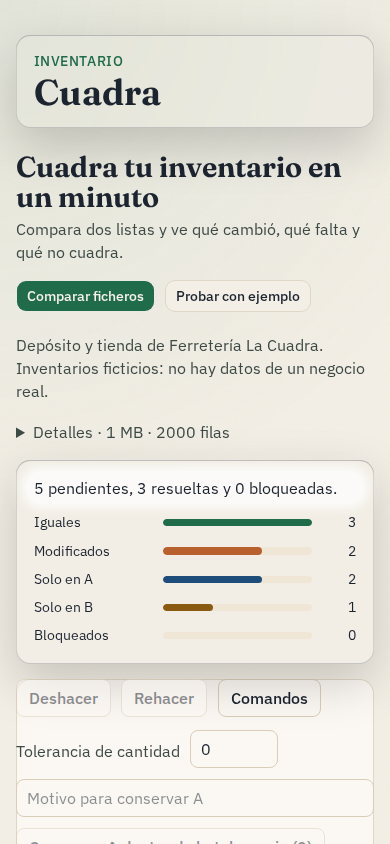 INVENTARIO
Cuadra
Cuadra tu inventario en
un minuto
Compara dos listas y ve qué cambió, qué falta y
qué no cuadra.
Comparar ficheros
Probar con ejemplo
Depósito y tienda de Ferretería La Cuadra.
Inventarios ficticios: no hay datos de un negocio
real.
Detalles · 1 MB · 2000 filas
5 pendientes, 3 resueltas y 0 bloqueadas.
Iguales 3
Modificados 2
Solo en A 2
Solo en B 1
Bloqueados 0
Deshacer
Rehacer
Comandos
Tolerancia de cantidad 0
Motivo para conservar A